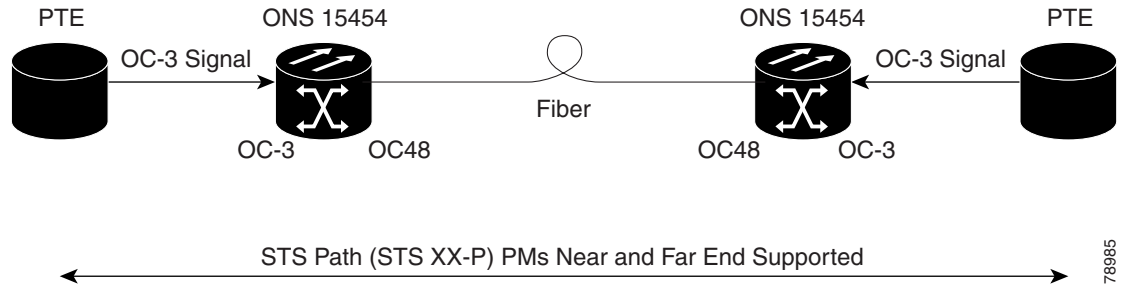 PTE
ONS 15454
ONS 15454
PTE
OC-3 Signal
OC-3 Signal
Fiber
OC-3
OC48
OC48
OC-3
STS Path (STS XX-P) PMs Near and Far End Supported
78985